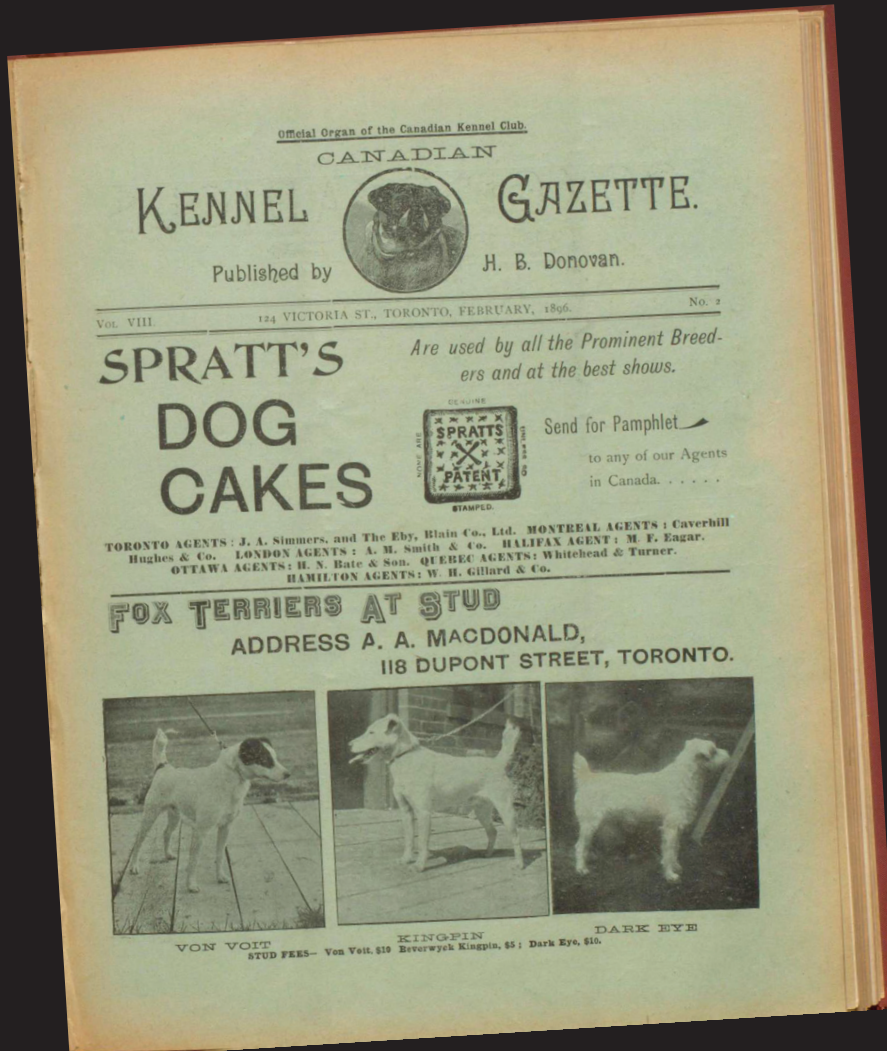 Official Organ of the Canadian Kennel Club.
CANADIAN
KENNEL GAZETTE.
Published by H. B. Donovan.
VOL. VIII. 124 VICTORIA ST., TORONTO, FEBRUARY, 1896. No. 2
SPRATT'S
DOG
CAKES
Are used by all the Prominent Breed-
ers and at the best shows.
GENUINE
NONE ARE
SPRATTS
PATENT
UNLESS SO
STAMPED.
Send for Pamphlet
to any of our Agents
in Canada. . . . . .
TORONTO AGENTS : J. A. Simmers, and The Eby, Blain Co., Ltd. MONTREAL AGENTS : Caverhill
Hughes & Co. LONDON AGENTS : A. M. Smith & Co. HALIFAX AGENT : M. F. Eagar.
OTTAWA AGENTS : H. N. Bate & Son. QUEBEC AGENTS : Whitehead & Turner.
HAMILTON AGENTS : W. H. Gillard & Co.
FOX TERRIERS AT STUD
ADDRESS A. A. MACDONALD,
118 DUPONT STREET, TORONTO.
VON VOIT
KINGPIN
DARK EYE
STUD FEES— Von Voit, $10 Beverwyck Kingpin, $5 ; Dark Eye, $10.